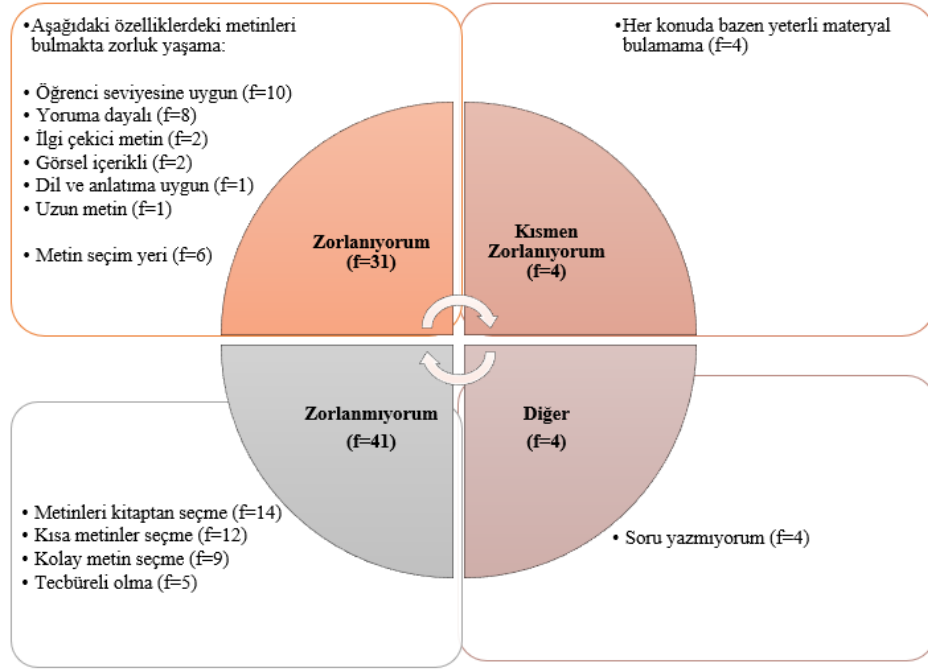 •Aşağıdaki özelliklerdeki metinleri
bulmakta zorluk yaşama:
• Öğrenci seviyesine uygun (f=10)
• Yoruma dayalı (f=8)
• İlgi çekici metin (f=2)
• Görsel içerikli (f=2)
• Dil ve anlatıma uygun (f=1)
• Uzun metin (f=1)
• Metin seçim yeri (f=6)
Zorlanıyorum
(f=31)
•Her konuda bazen yeterli materyal
bulamama (f=4)
Kısmen
Zorlanıyorum
(f=4)
Zorlanmıyorum
(f=41)
• Metinleri kitaptan seçme (f=14)
• Kısa metinler seçme (f=12)
• Kolay metin seçme (f=9)
• Tecbüreli olma (f=5)
Diğer
(f=4)
• Soru yazmıyorum (f=4)